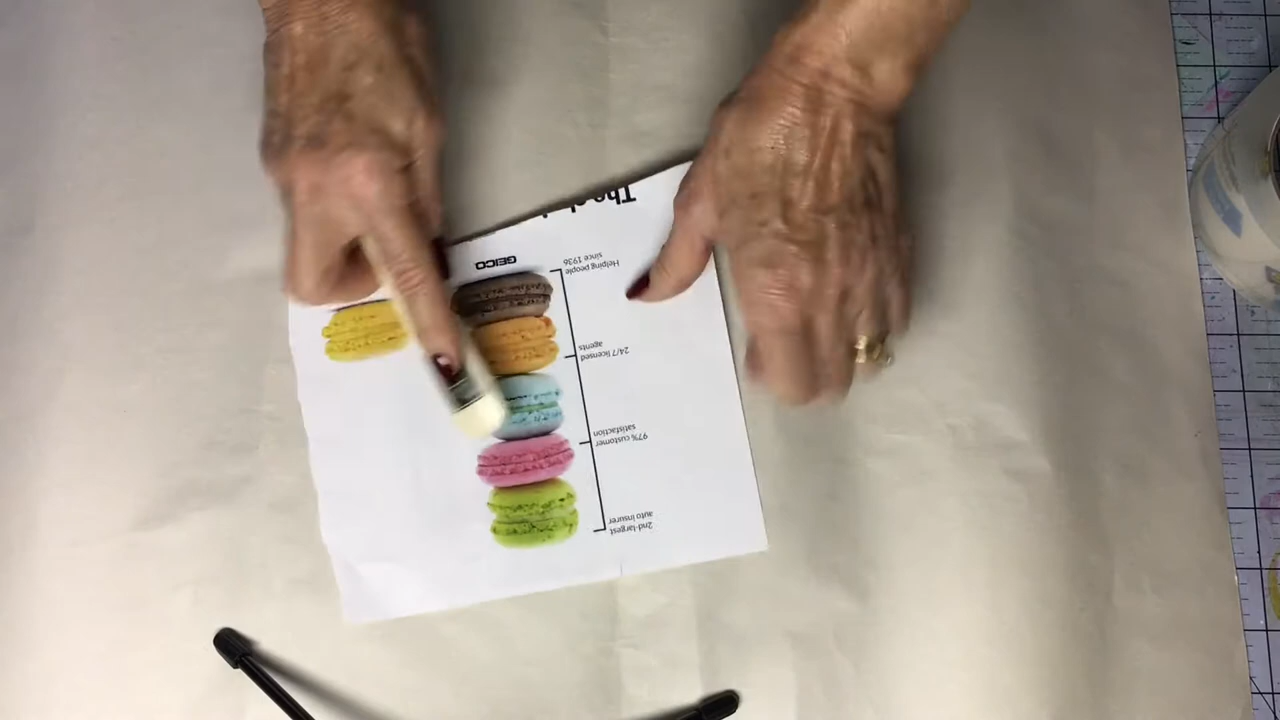 GEICO
Helping people
since 1936
24/7 licensed
agents
97% customer
satisfaction
2nd-largest
auto insurer